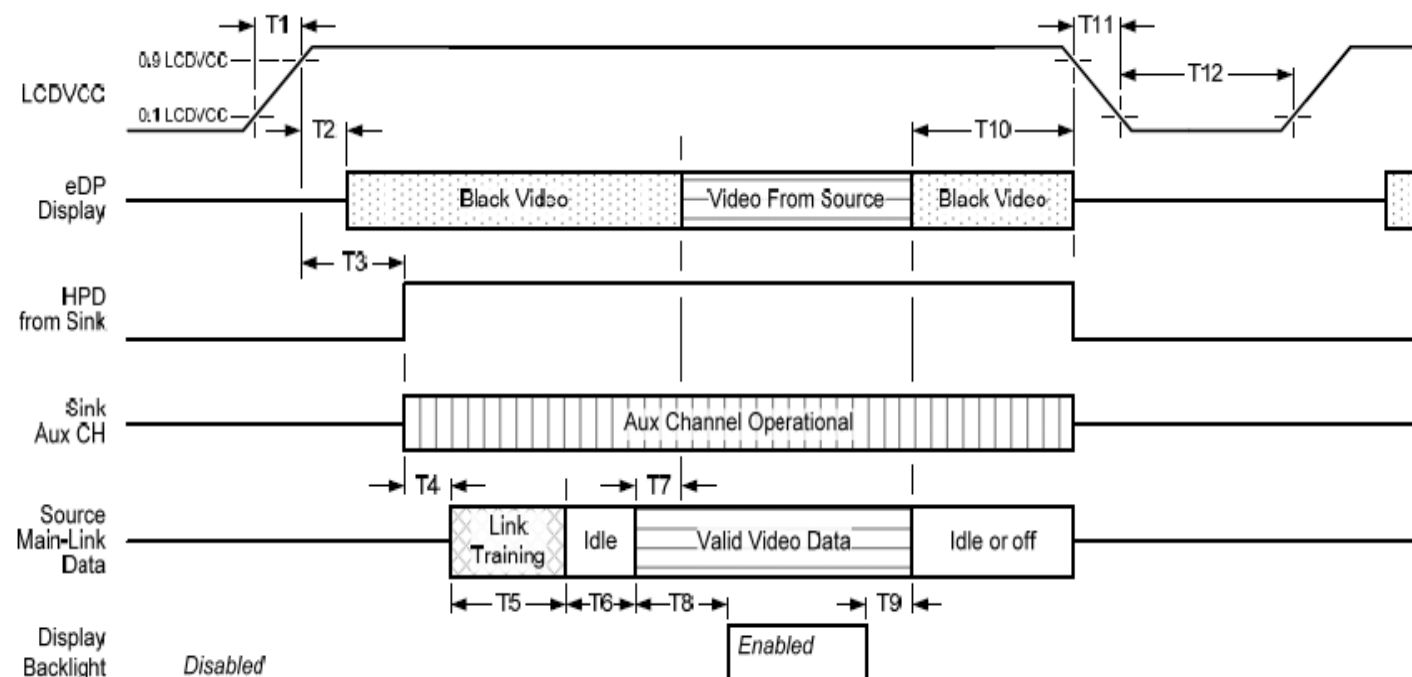 T1
T11
0.9 LCDVCC
LCDVCC
T12
0.1 LCDVCC
T2
T10
eDP
Display
Black Video
Video From Source
Black Video
T3
HPD
from Sink
Sink
Aux CH
Aux Channel Operational
T4
T7
Source
Main-Link
Data
Link
Training
Idle
Valid Video Data
Idle or off
T5
T6
T8
T9
Display
Backlight
Disabled
Enabled